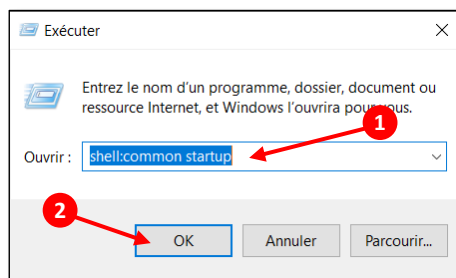 Exécuter
Entrez le nom d'un programme, dossier, document ou
ressource Internet, et Windows l'ouvrira pour vous.
1
Ouvrir : shell:common startup
2
OK Annuler Parcourir...